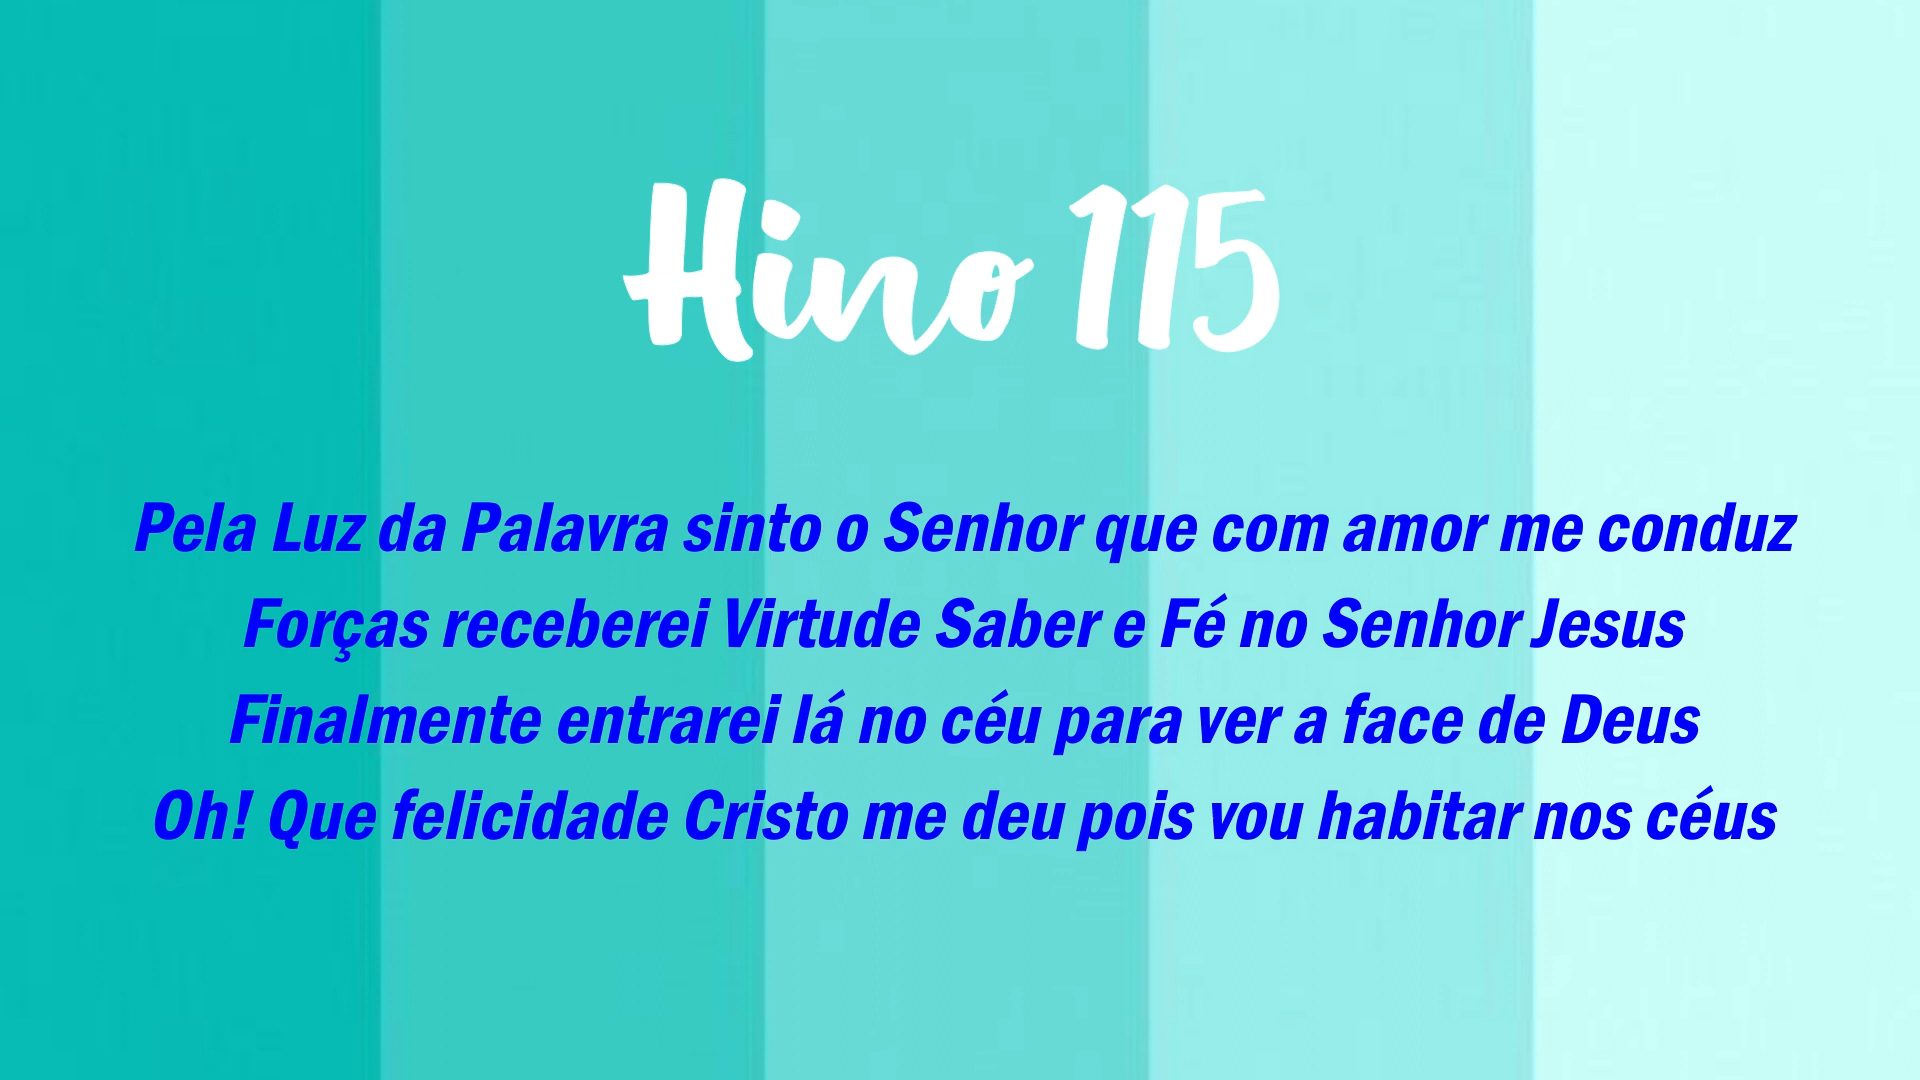 Hino 115
Pela Luz da Palavra sinto o Senhor que com amor me conduz
Forças receberei Virtude Saber e Fé no Senhor Jesus
Finalmente entrarei lá no céu para ver a face de Deus
Oh! Que felicidade Cristo me deu pois vou habitar nos céus